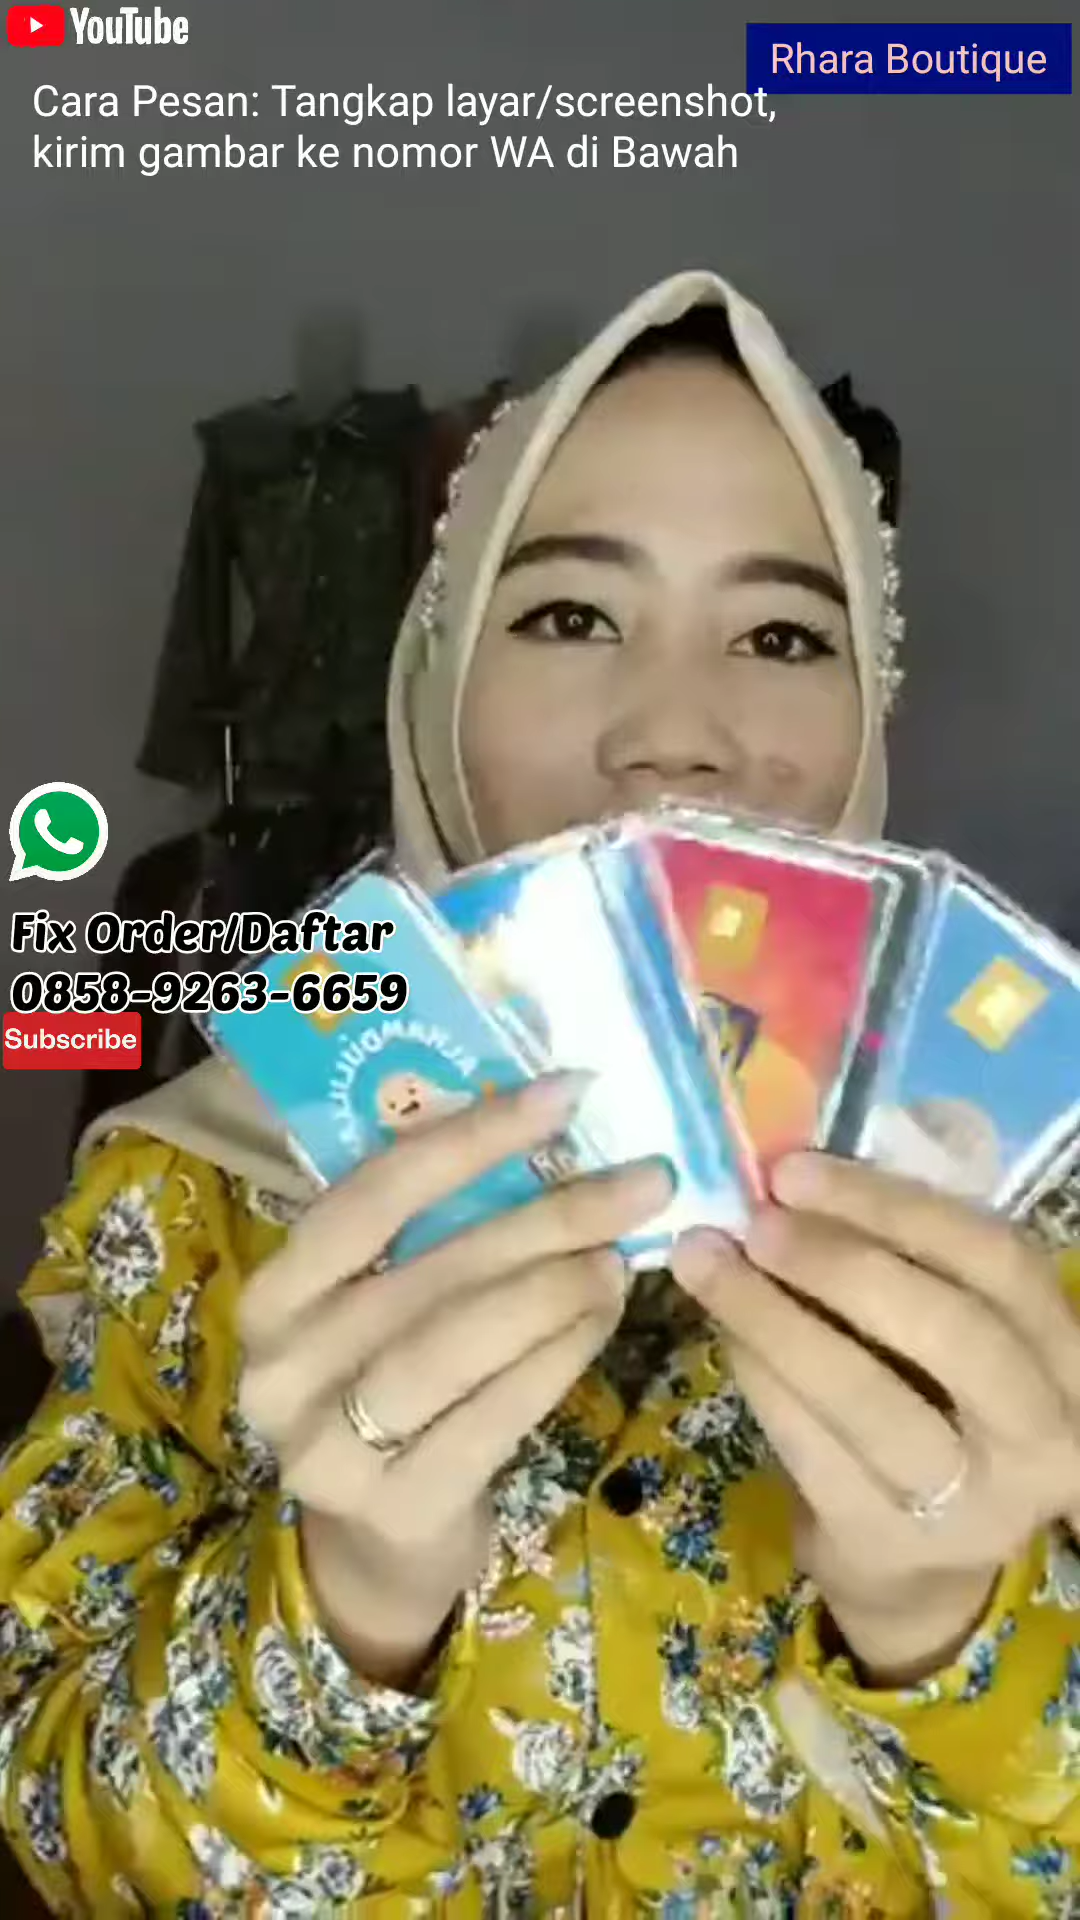 YouTube
Rhara Boutique
Cara Pesan: Tangkap layar/screenshot,
kirim gambar ke nomor WA di Bawah
Fix Order/Daftar
0858-9263-6659
Subscribe